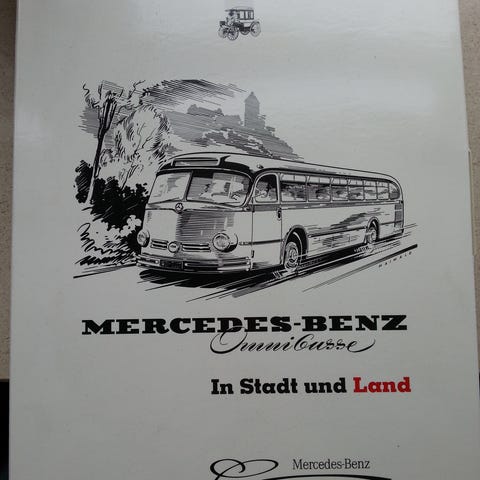 MERCEDES-BENZ
Omnibusse
In Stadt und Land
Mercedes-Benz